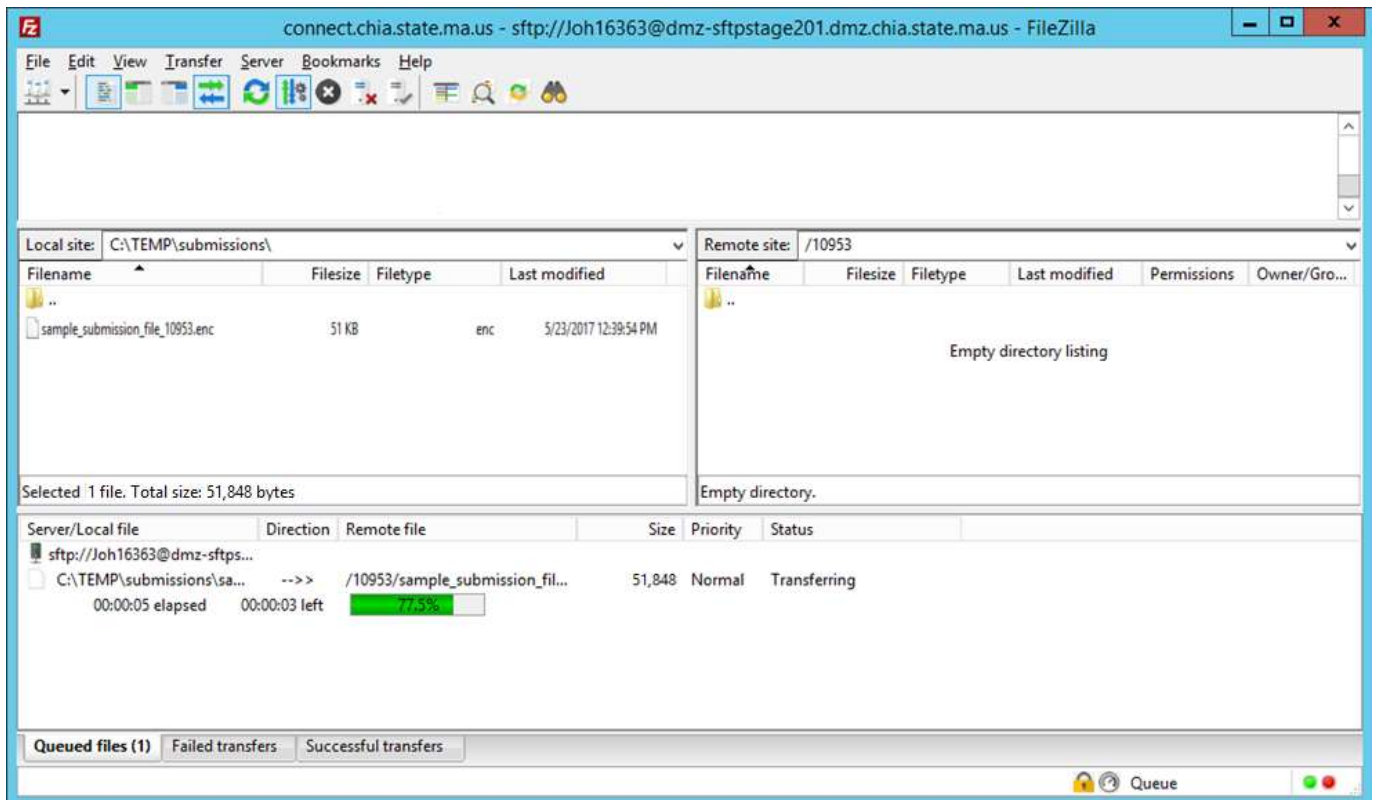 Fz connect.chia.state.ma.us - sftp://Joh16363@dmz-sftpstage201.dmz.chia.state.ma.us - FileZilla
File Edit View Transfer Server Bookmarks Help
Local site: C:\TEMP\submissions\ Remote site: /10953
Filename Filesize Filetype Last modified Filename Filesize Filetype Last modified Permissions Owner/Gro...
.. ..
sample_submission_file_10953.enc 51 KB enc 5/23/2017 12:39:54 PM
Empty directory listing
Selected 1 file. Total size: 51,848 bytes Empty directory.
Server/Local file Direction Remote file Size Priority Status
sftp://Joh16363@dmz-sftps...
C:\TEMP\submissions\sa... -->> /10953/sample_submission_fil... 51,848 Normal Transferring
00:00:05 elapsed 00:00:03 left 77.5%
Queued files (1) Failed transfers Successful transfers
Queue